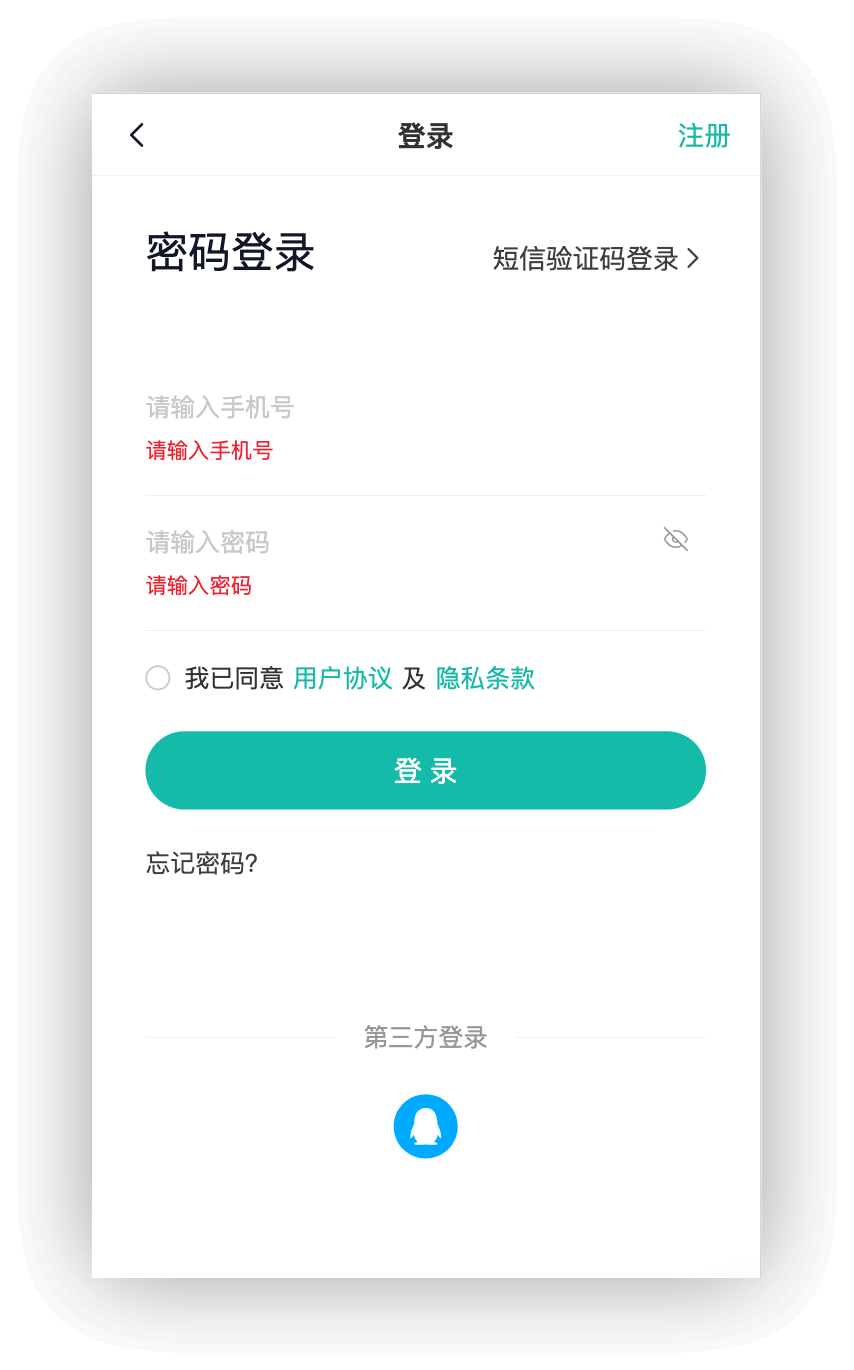 登录 注册
密码登录 短信验证码登录
请输入手机号
请输入手机号
请输入密码
请输入密码
我已同意 用户协议 及 隐私条款
登 录
忘记密码?
第三方登录